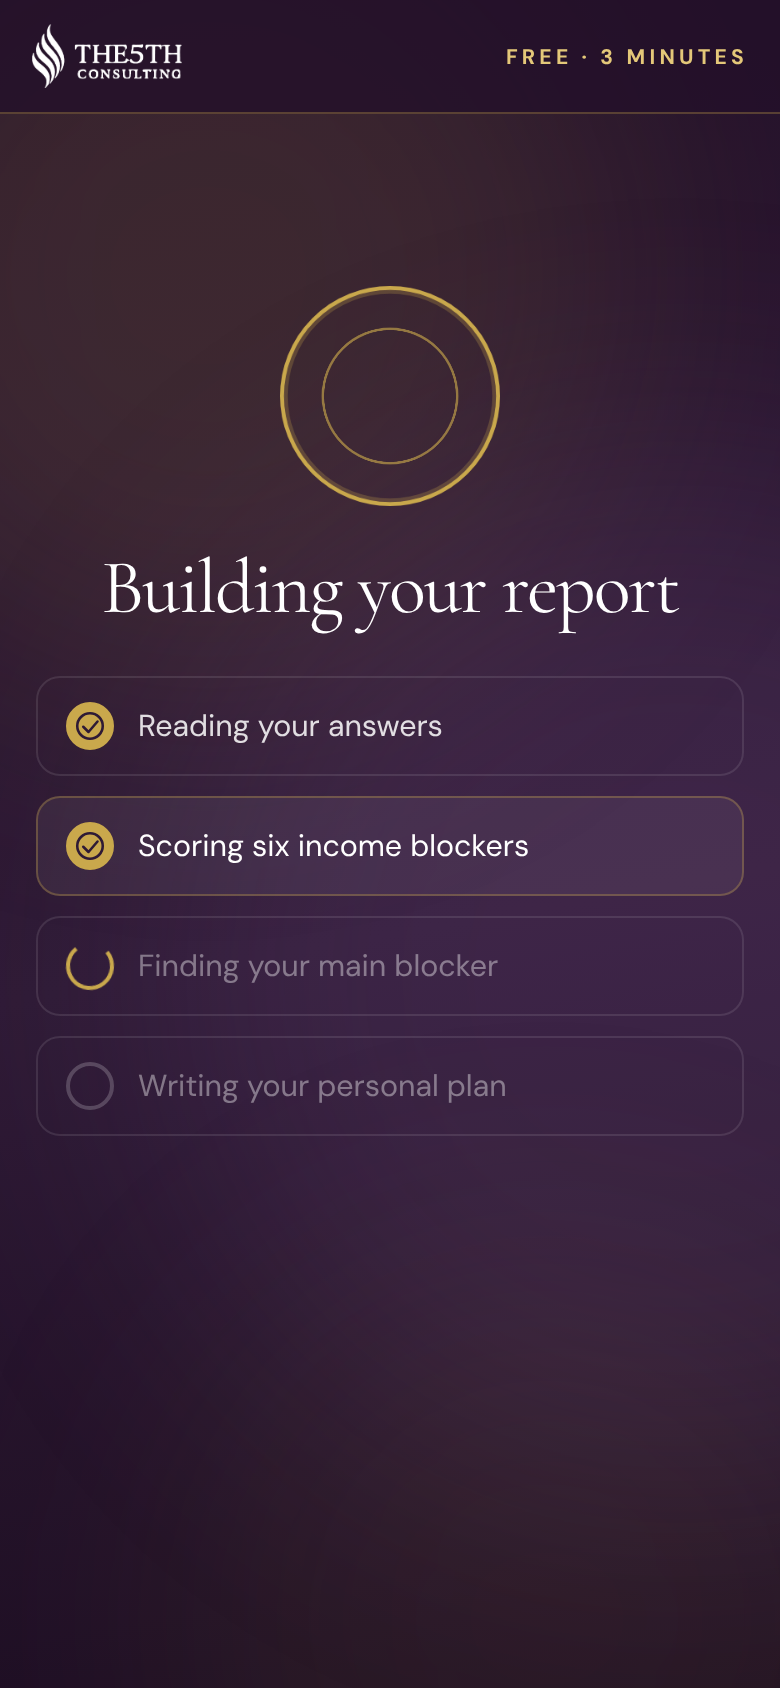 THE5TH
CONSULTING
FREE · 3 MINUTES
Building your report
Reading your answers
Scoring six income blockers
Finding your main blocker
Writing your personal plan